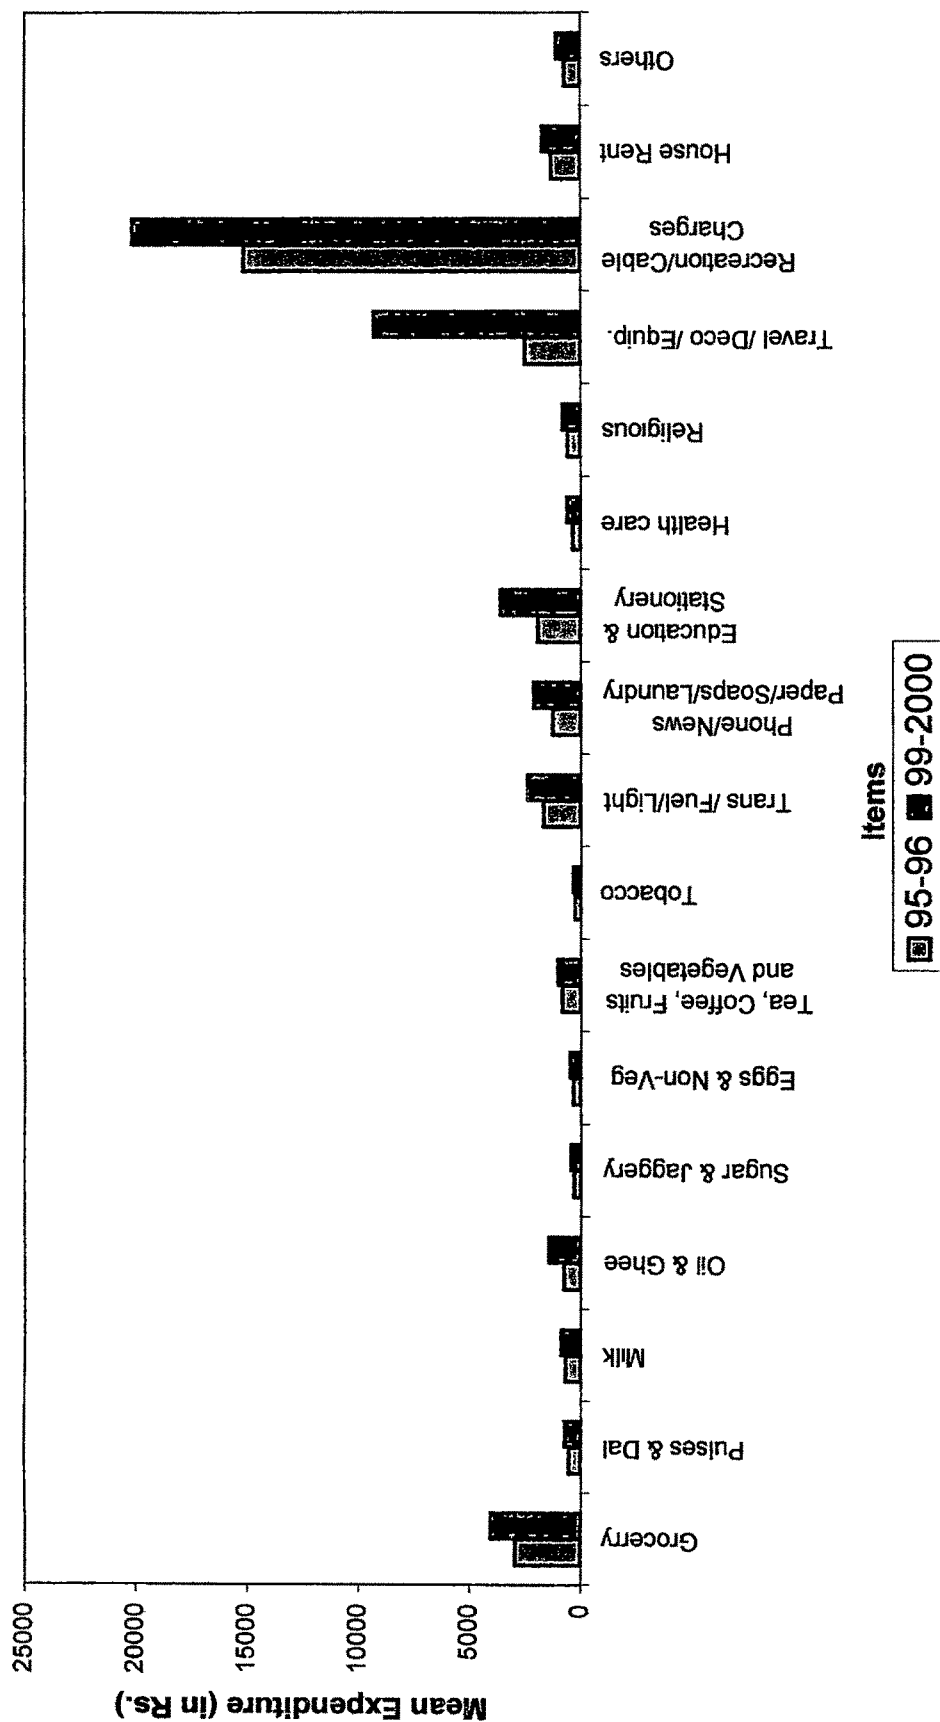 Mean Expenditure (in Rs.)
25000
20000
15000
10000
5000
0
Grocerry
Pulses & Dal
Milk
Oil & Ghee
Sugar & Jaggery
Eggs & Non-Veg
Tea, Coffee, Fruits
and Vegetables
Tobacco
Trans /Fuel/Light
Phone/News
Paper/Soaps/Laundry
Education &
Stationery
Health care
Religious
Travel /Deco /Equip.
Recreation/Cable
Charges
House Rent
Others
Items
95-96 99-2000